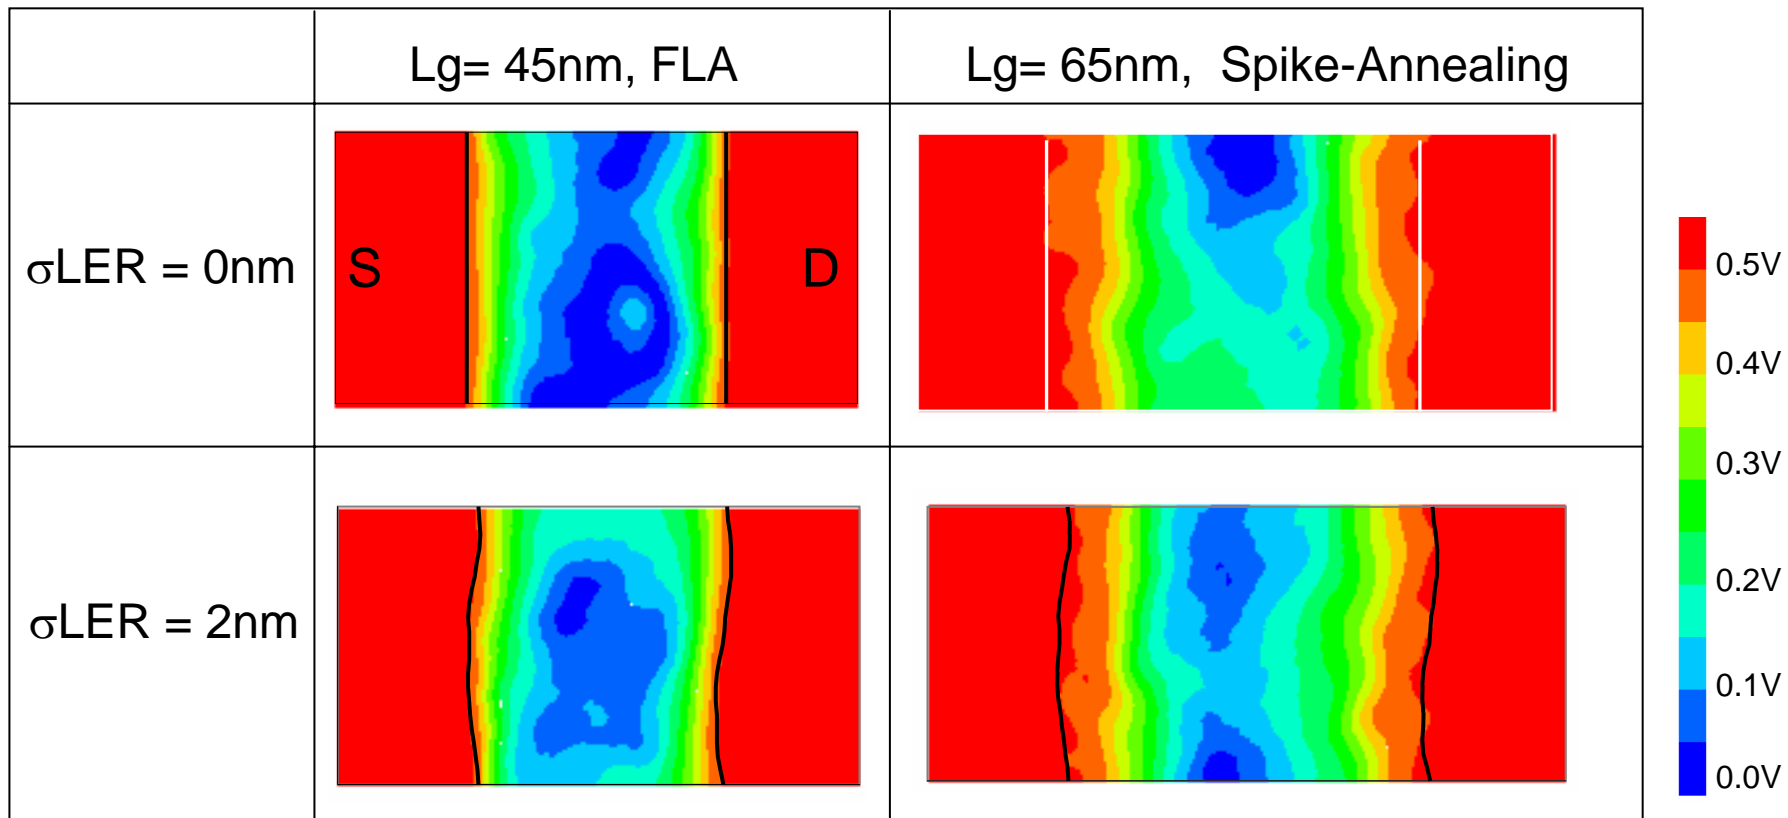 Lg= 45nm, FLA
Lg= 65nm, Spike-Annealing
σLER = 0nm
S
D
σLER = 2nm
0.5V
0.4V
0.3V
0.2V
0.1V
0.0V